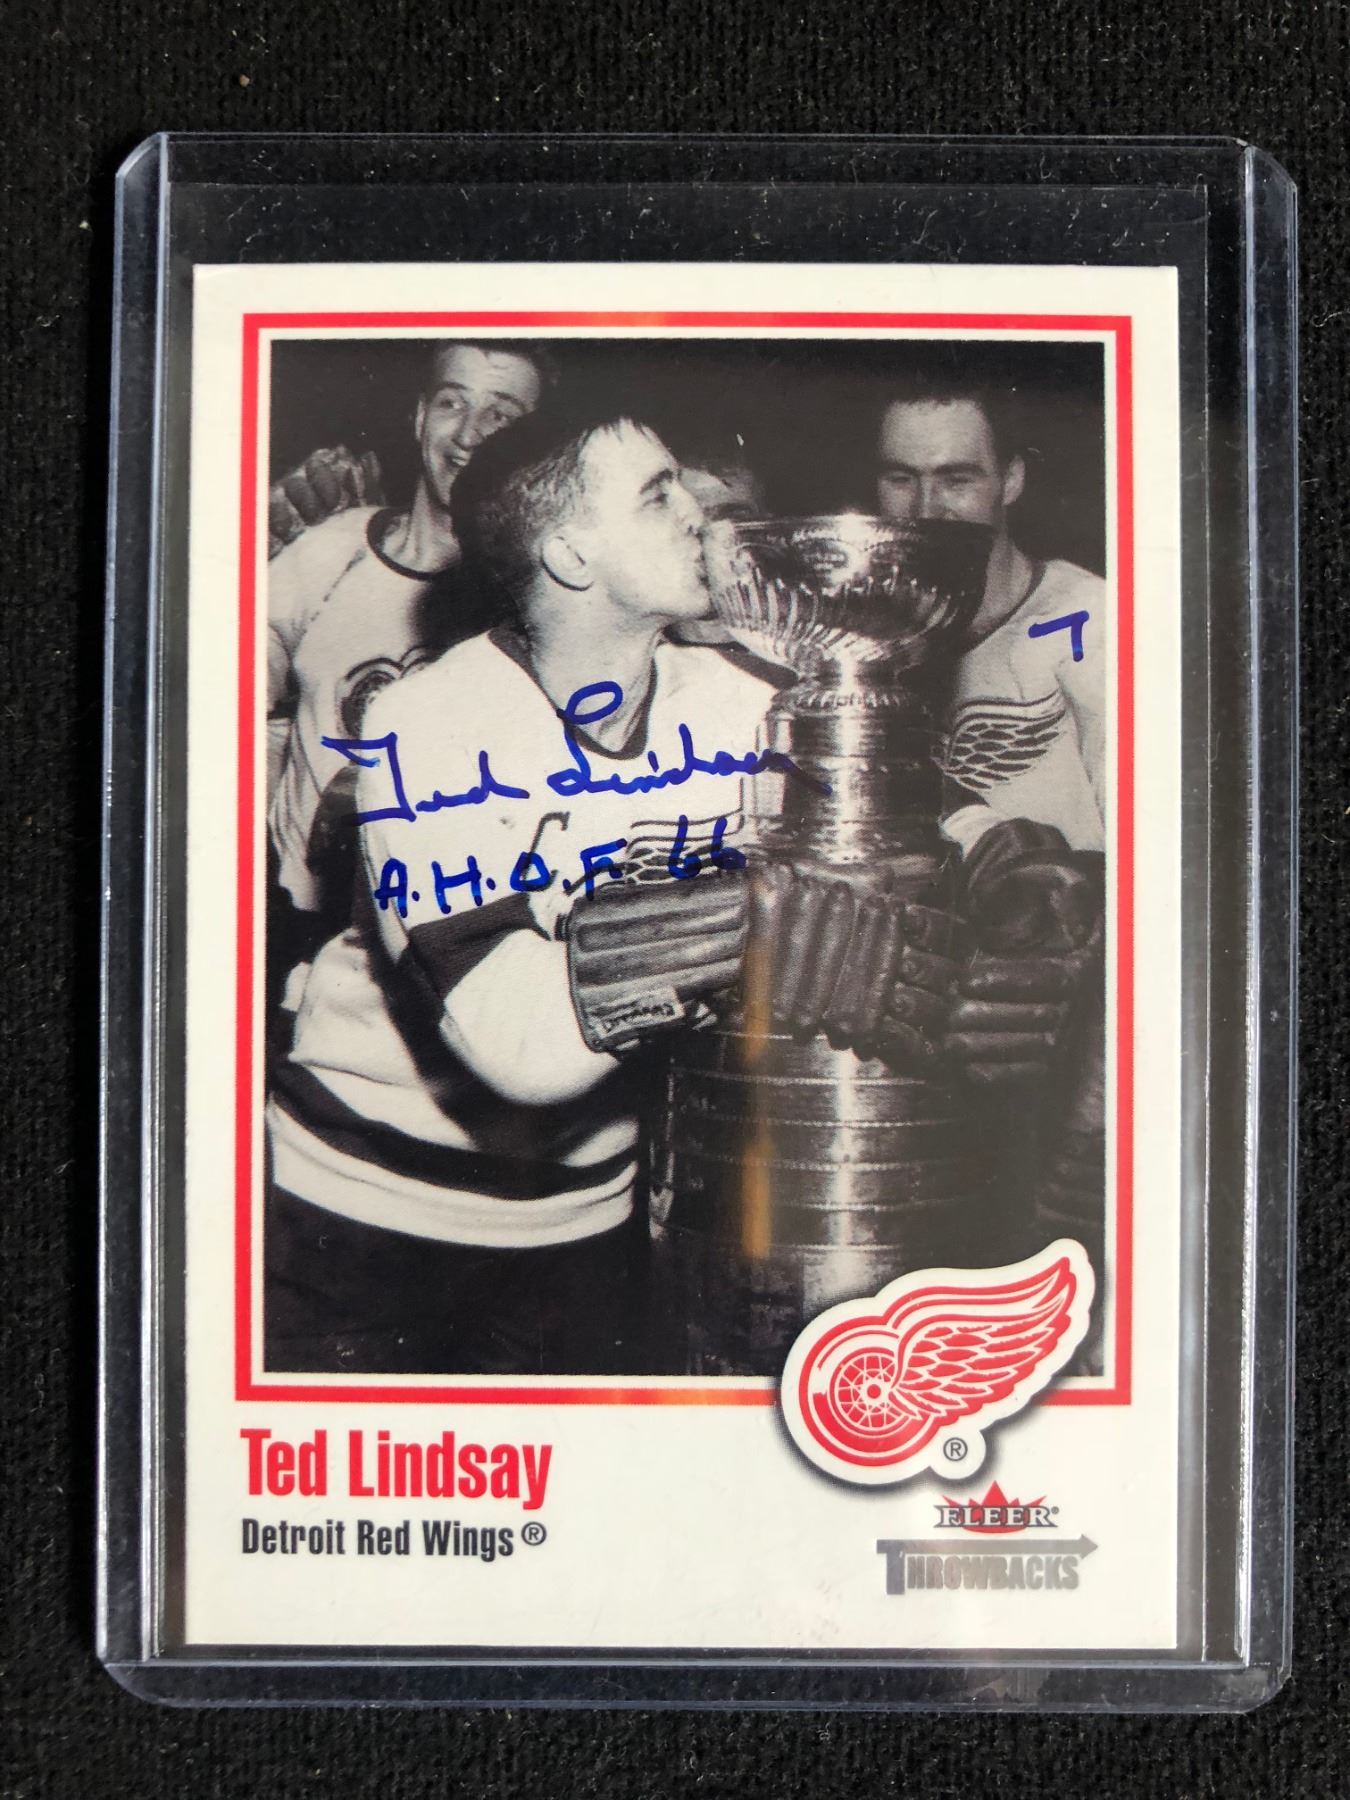 7
Ted Lindsay
A.H.O.F. 66
C
Ted Lindsay
Detroit Red Wings®
®
FLEER®
THROWBACKS